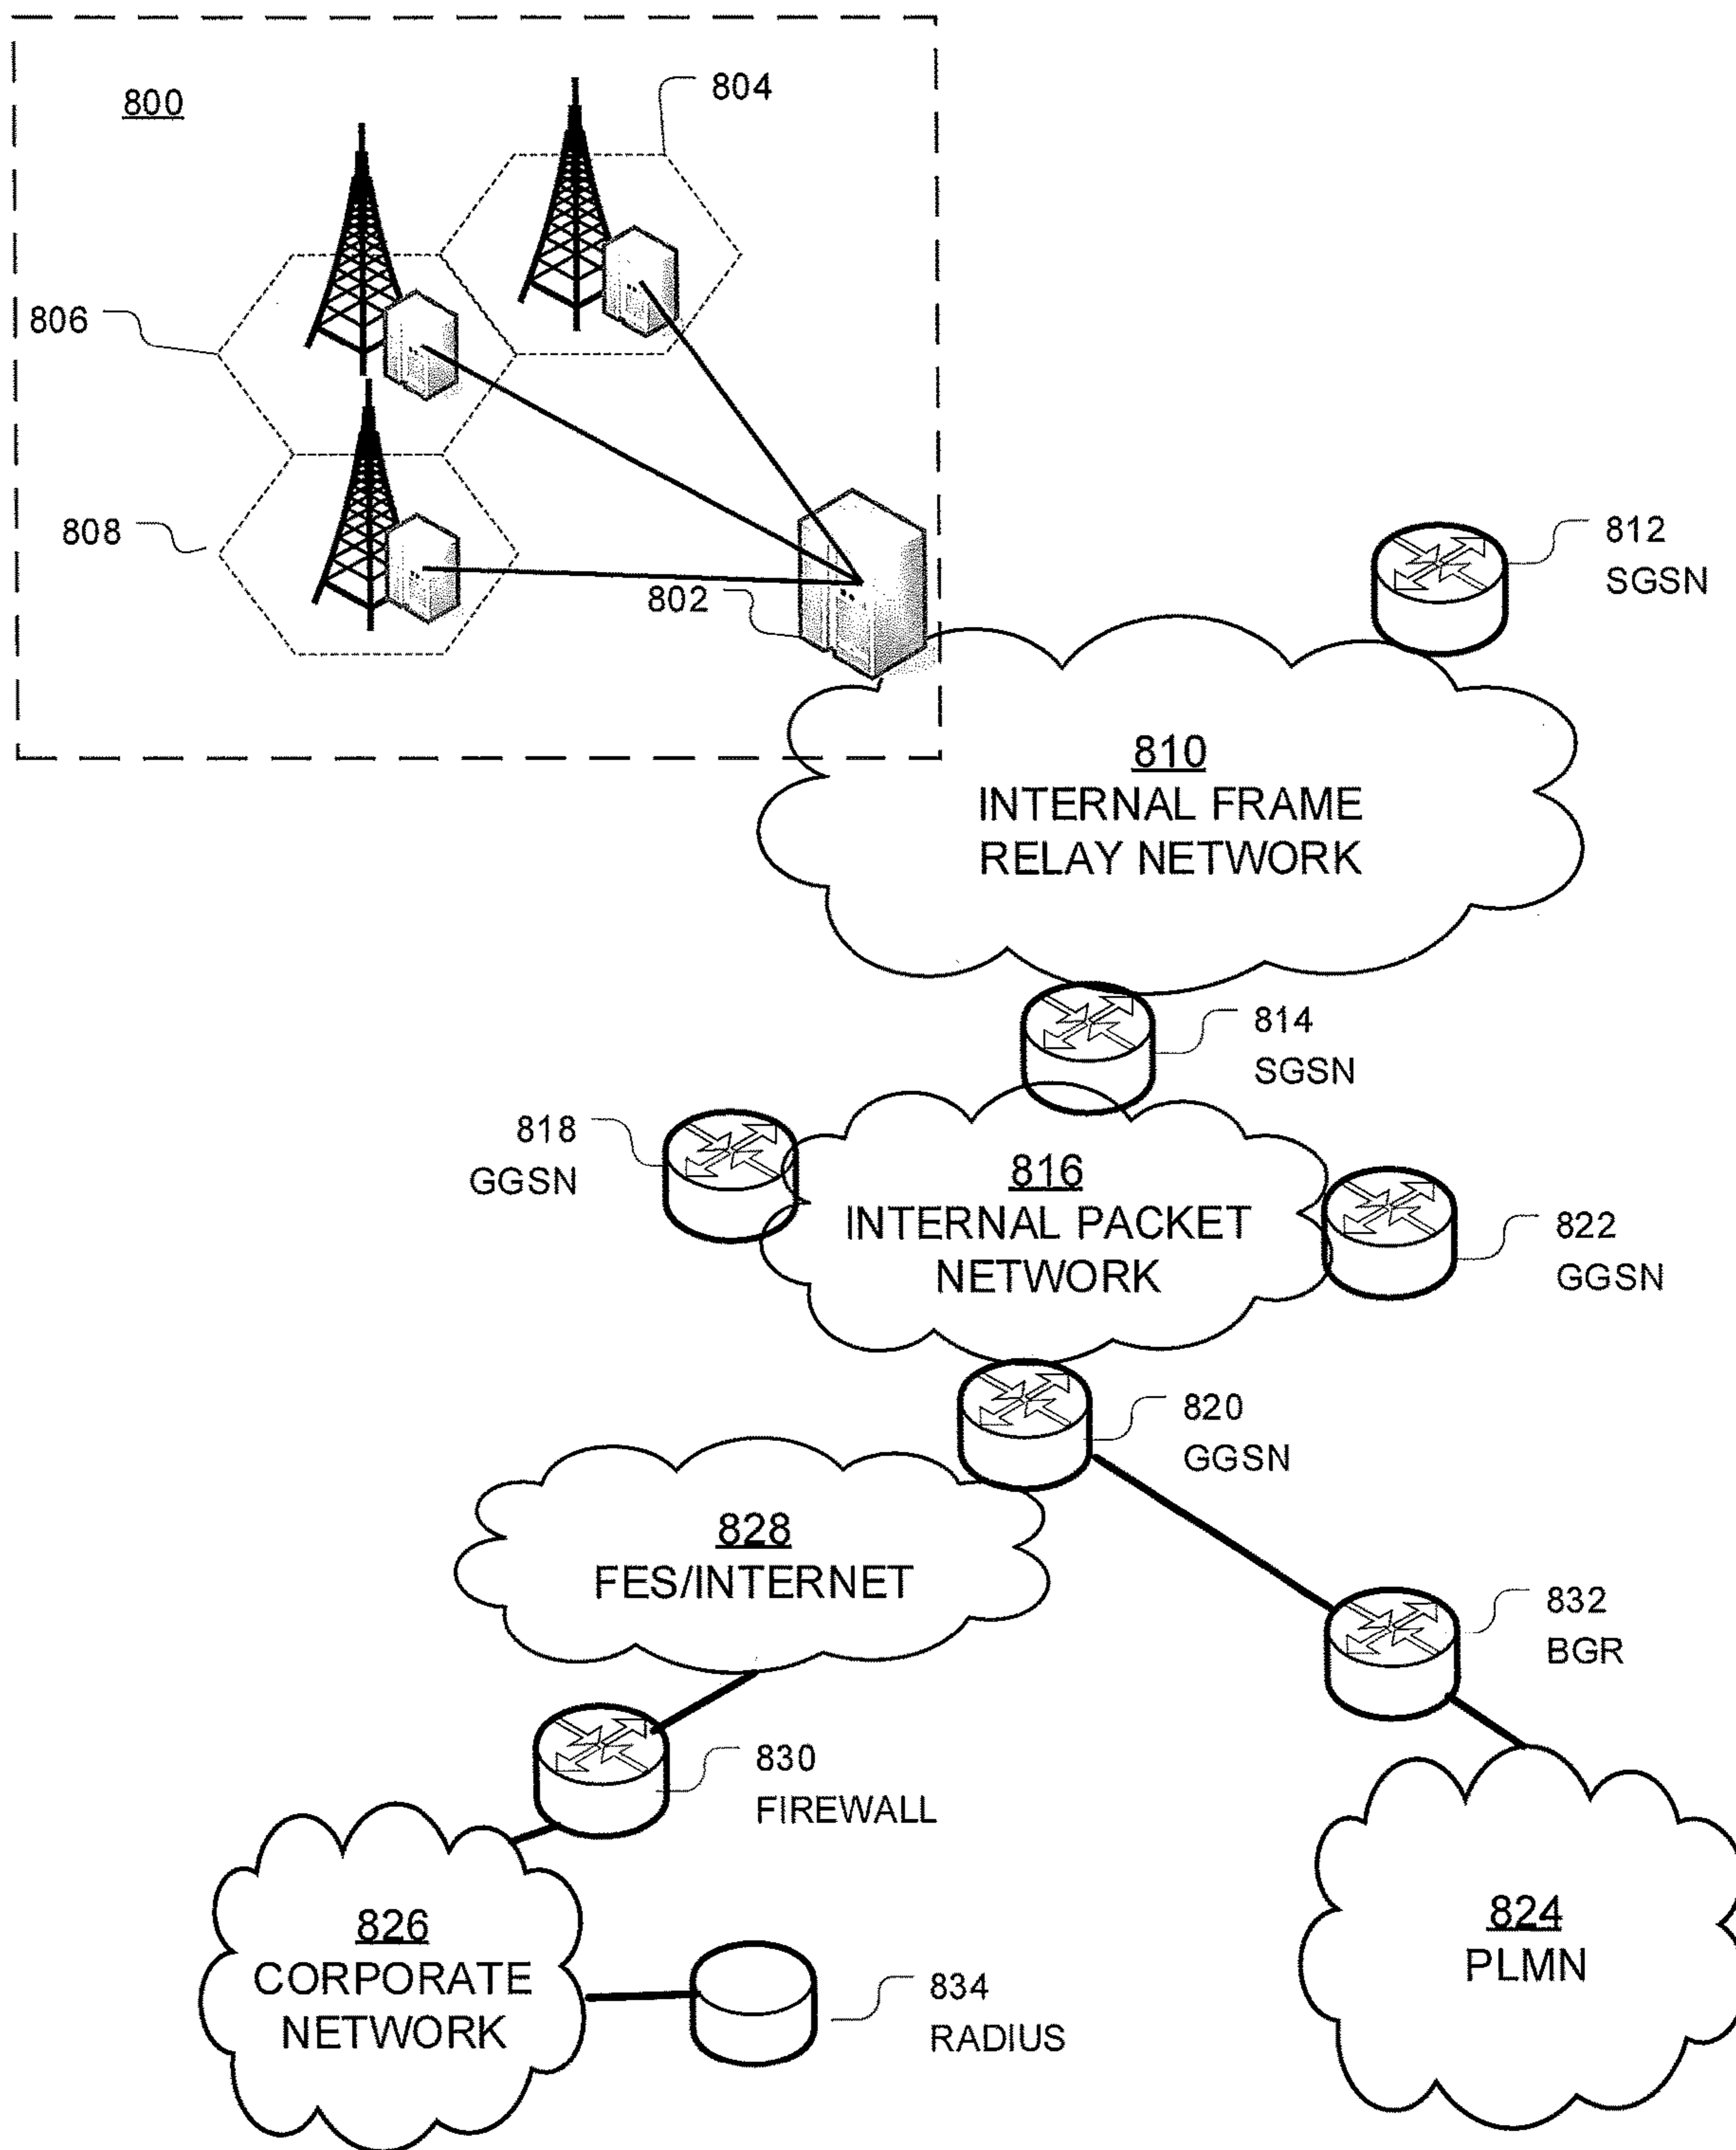 800
804
806
808
802
812
SGSN
810
INTERNAL FRAME
RELAY NETWORK
814
SGSN
818
GGSN
816
INTERNAL PACKET
NETWORK
822
GGSN
820
GGSN
828
FES/INTERNET
832
BGR
830
FIREWALL
826
CORPORATE
NETWORK
834
RADIUS
824
PLMN